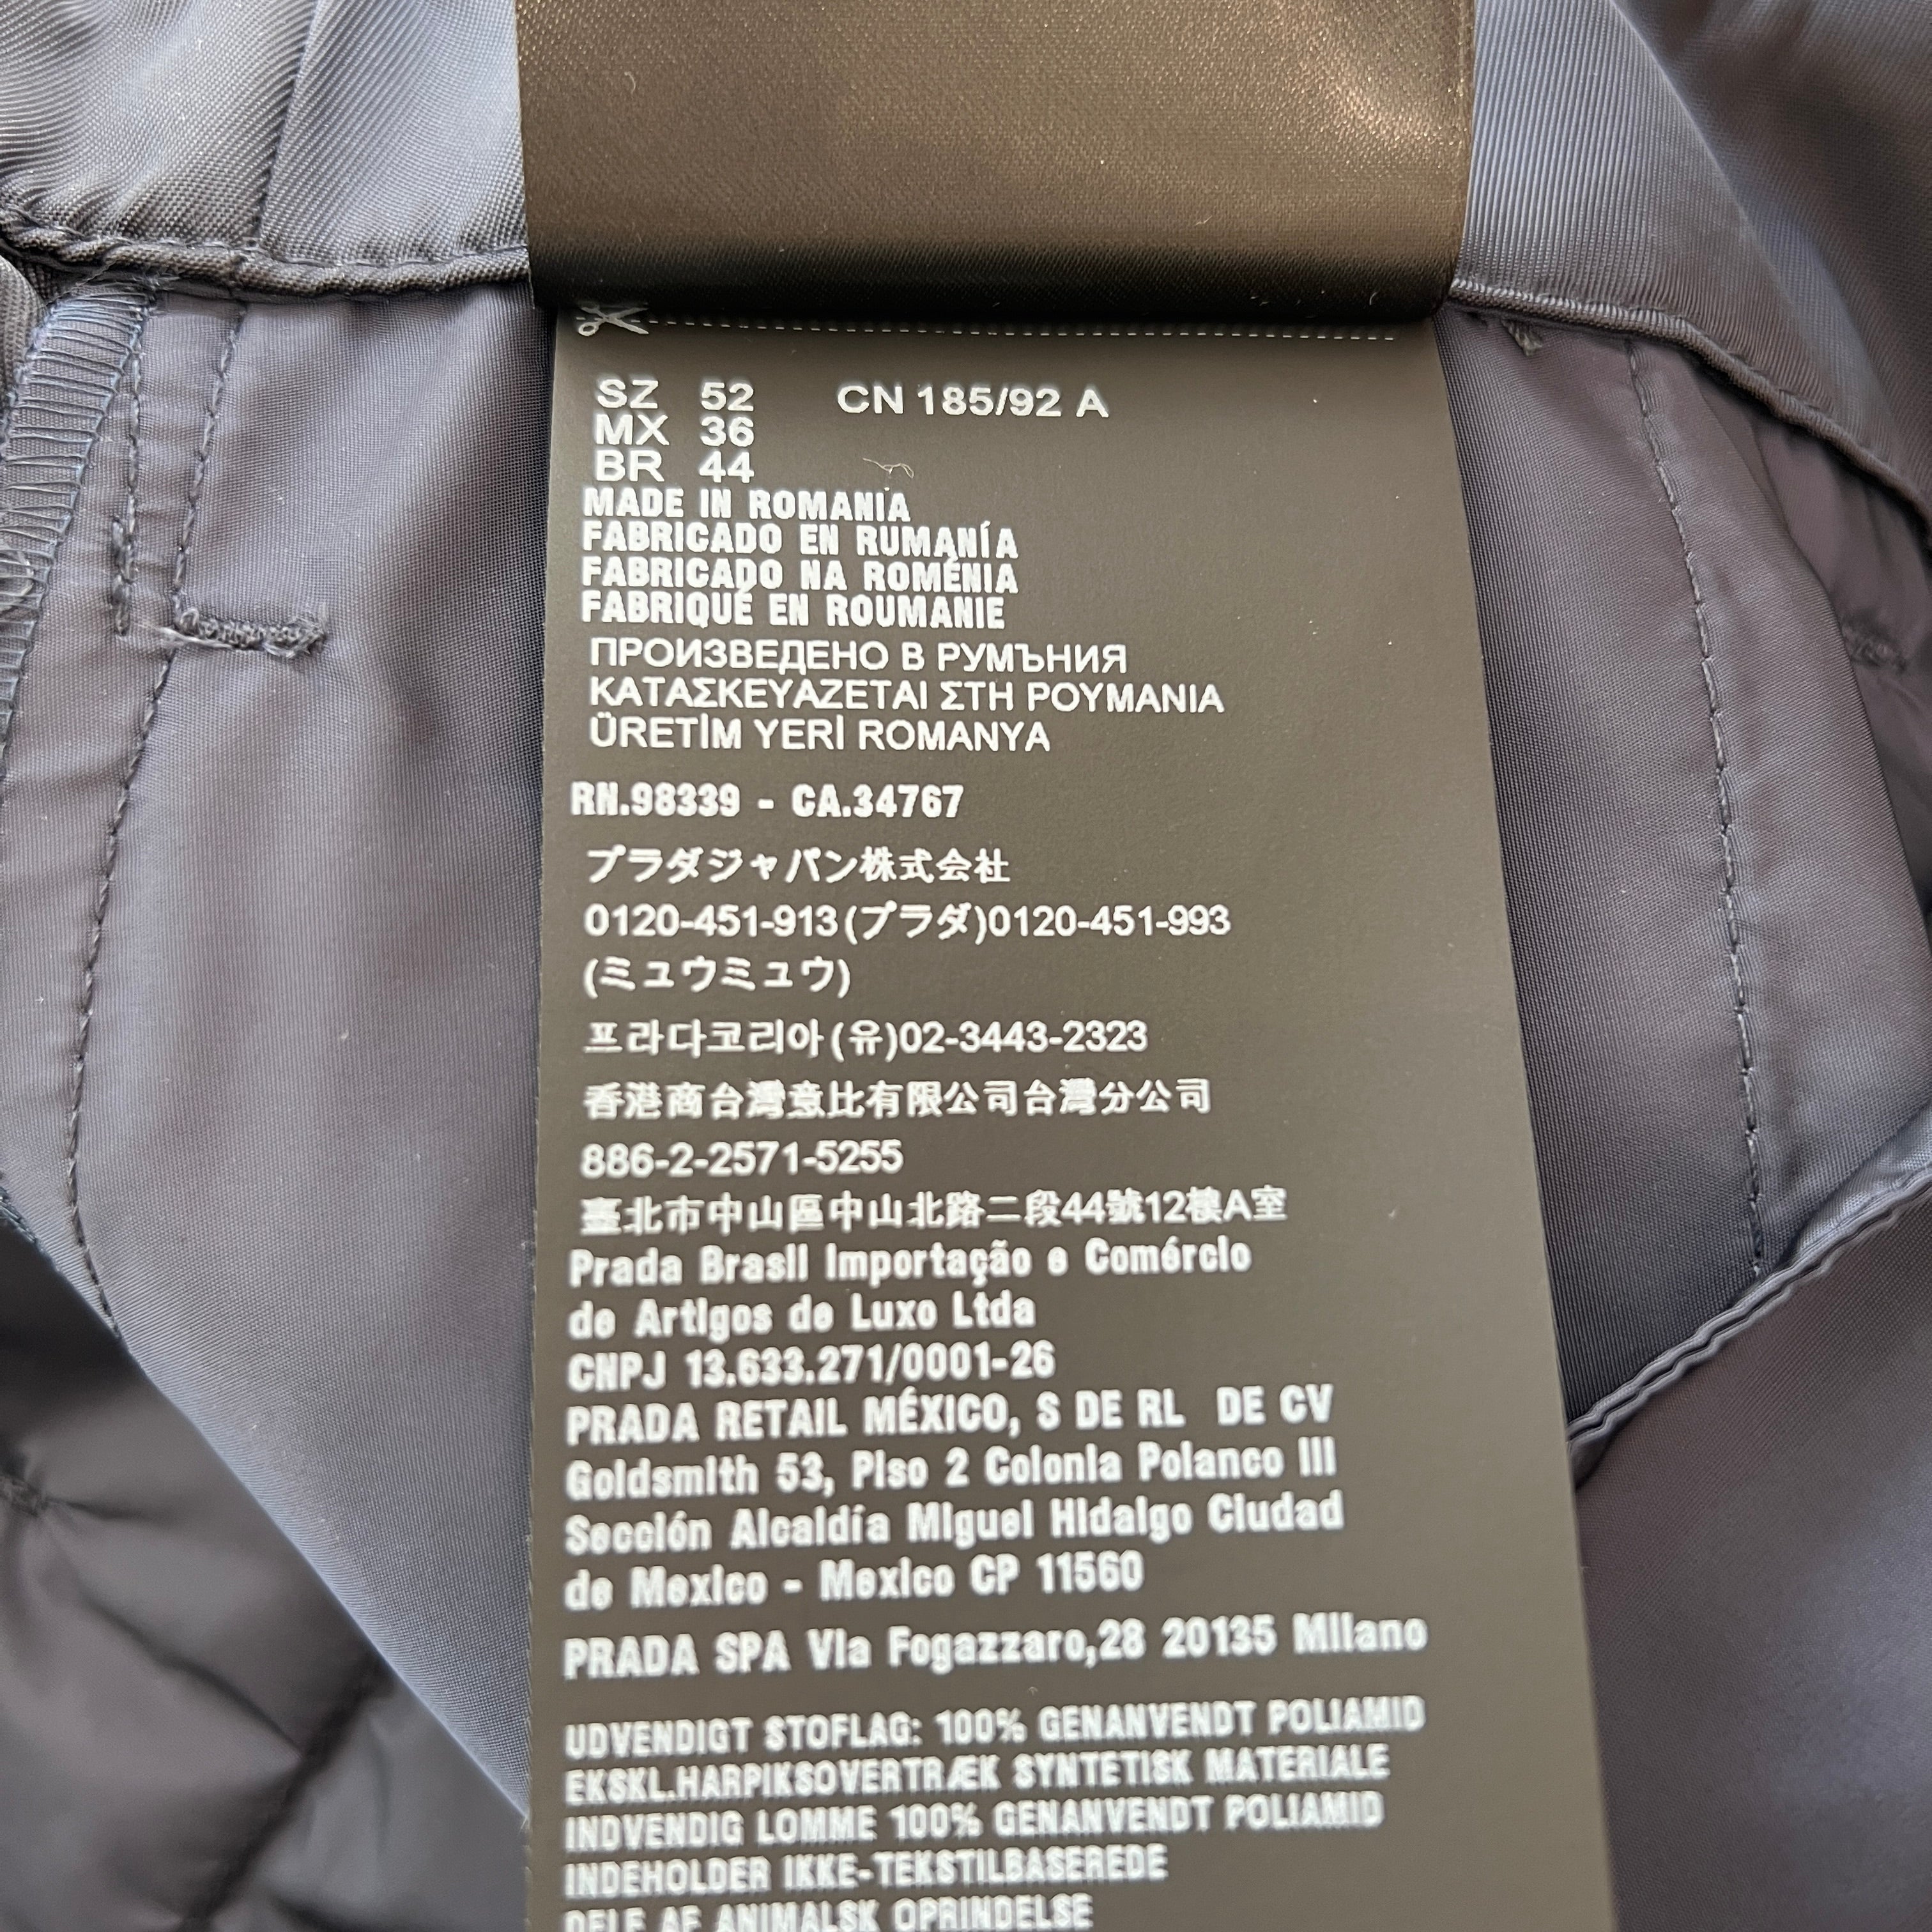 SZ 52 CN 185/92 A
MX 36
BR 44
MADE IN ROMANIA
FABRICADO EN RUMANÍA
FABRICADO NA ROMÉNIA
FABRIQUÉ EN ROUMANIE
ПРОИЗВЕДЕНО В РУМЪНИЯ
ΚΑΤΑΣΚΕΥΑΖΕΤΑΙ ΣΤΗ ΡΟΥΜΑΝΙΑ
ÜRETİM YERİ ROMANYA
RN.98339 - CA.34767
プラダジャパン株式会社
0120-451-913(プラダ)0120-451-993
(ミュウミュウ)
프라다코리아(유)02-3443-2323
香港商台灣意比有限公司台灣分公司
886-2-2571-5255
臺北市中山區中山北路二段44號12樓A室
Prada Brasil Importação e Comércio
de Artigos de Luxo Ltda
CNPJ 13.633.271/0001-26
PRADA RETAIL MÉXICO, S DE RL DE CV
Goldsmith 53, Piso 2 Colonia Polanco III
Sección Alcaldía Miguel Hidalgo Ciudad
de Mexico - Mexico CP 11560
PRADA SPA Via Fogazzaro,28 20135 Milano
UDVENDIGT STOFLAG: 100% GENANVENDT POLIAMID
EKSKL.HARPIKSOVERTRÆK SYNTETISK MATERIALE
INDVENDIG LOMME 100% GENANVENDT POLIAMID
INDEHOLDER IKKE-TEKSTILBASEREDE
DELE AF ANIMALSK OPRINDELSE